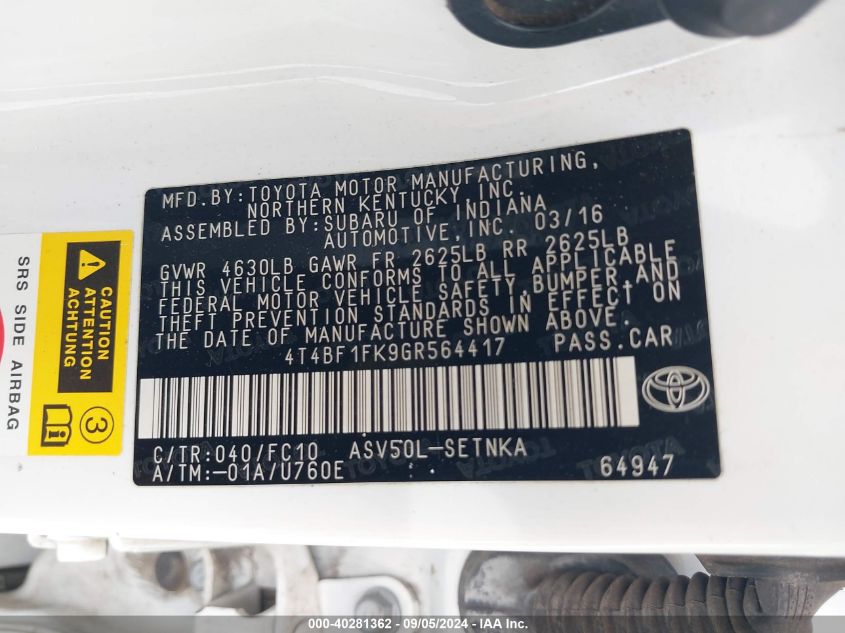 MFD.BY:TOYOTA MOTOR MANUFACTURING,
NORTHERN KENTUCKY, INC.
ASSEMBLED BY:SUBARU OF INDIANA
AUTOMOTIVE,INC. 03/16
GVWR 4630LB GAWR FR 2625LB RR 2625LB
THIS VEHICLE CONFORMS TO ALL APPLICABLE
FEDERAL MOTOR VEHICLE SAFETY, BUMPER,AND
THEFT PREVENTION STANDARDS IN EFFECT ON
THE DATE OF MANUFACTURE SHOWN ABOVE.
4T4BF1FK9GR564417 PASS.CAR
C/TR:040/FC10 ASV50L-SETNKA
A/TM:-01A/U760E 64947
SRS SIDE AIRBAG
CAUTION
ATTENTION
ACHTUNG
3
000-40281362 - 09/05/2024 - IAA Inc.